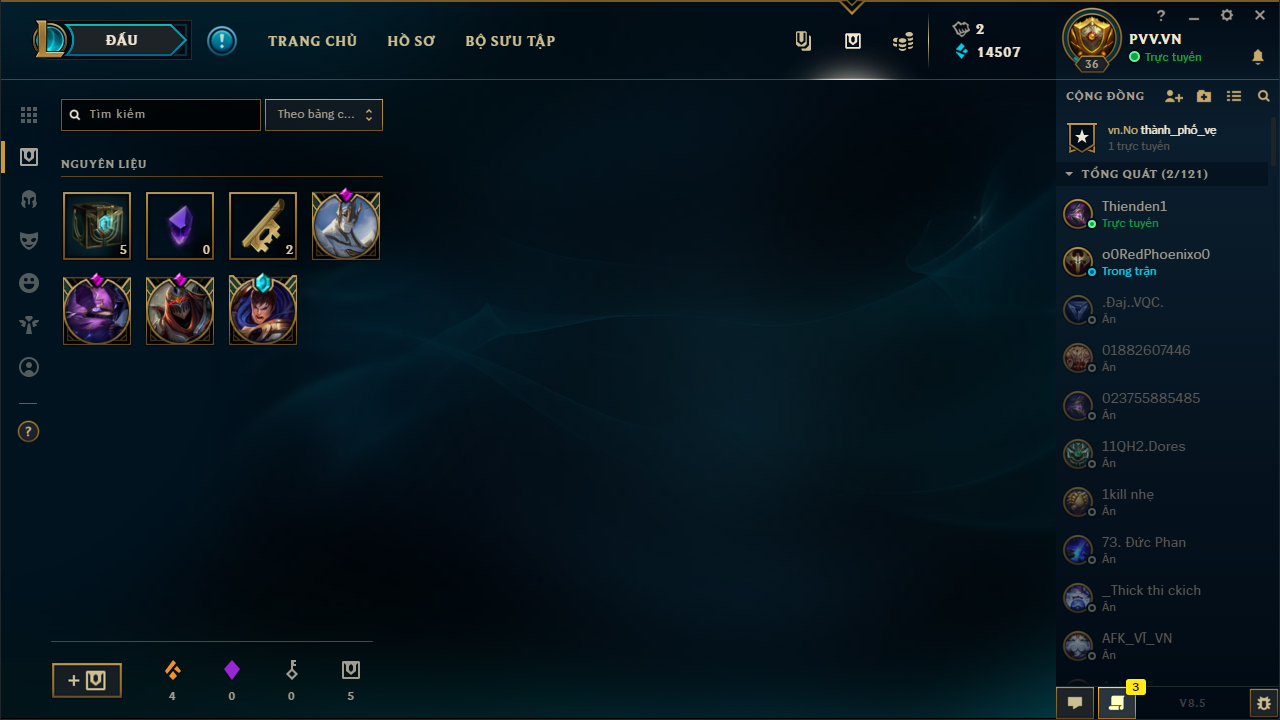 ĐẤU
TRANG CHỦ
HỒ SƠ
BỘ SƯU TẬP
2
14507
36
PVV.VN
Trực tuyến
Tìm kiếm
Theo bảng c...
NGUYÊN LIỆU
5
0
2
4
0
0
5
CỘNG ĐỒNG
vn.No thành_phố_vẹ
1 trực tuyến
TỔNG QUÁT (2/121)
Thienden1
Trực tuyến
o0RedPhoenixo0
Trong trận
.Đaj..VQC.
Ẩn
01882607446
Ẩn
023755885485
Ẩn
11QH2.Dores
Ẩn
1kill nhẹ
Ẩn
73. Đức Phan
Ẩn
_Thick thi ckich
Ẩn
AFK_VĨ_VN
Ẩn
3
V8.5